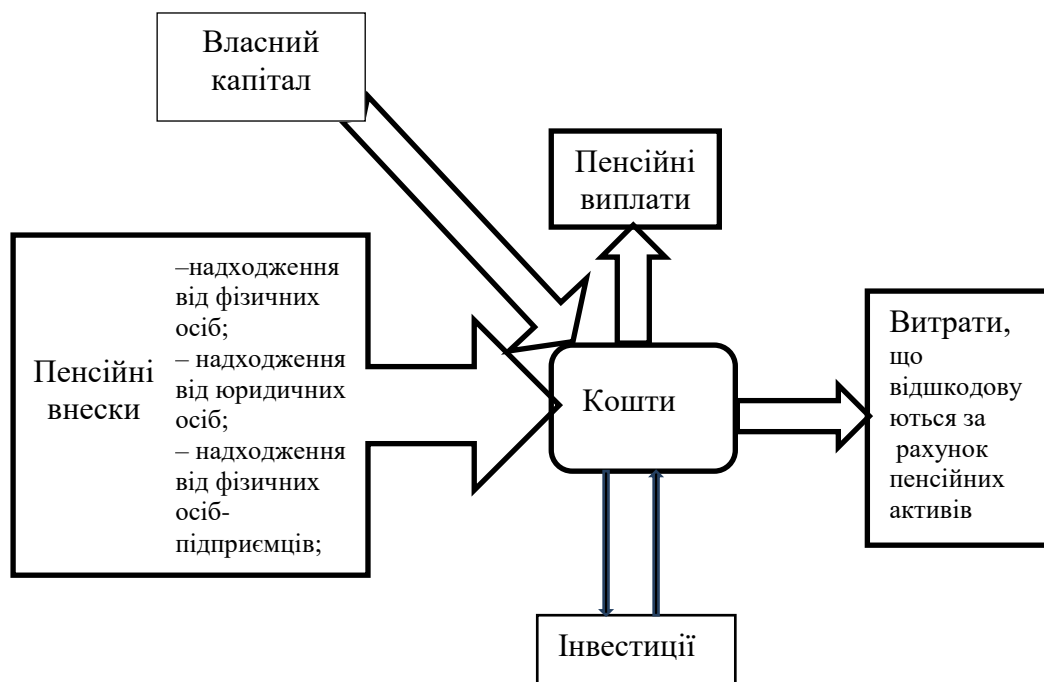 Власний
капітал
Пенсійні
виплати
Пенсійні
внески
–надходження
від фізичних
осіб;
– надходження
від юридичних
осіб;
– надходження
від фізичних
осіб-
підприємців;
Кошти
Витрати,
що
відшкодову
ються за
рахунок
пенсійних
активів
Інвестиції